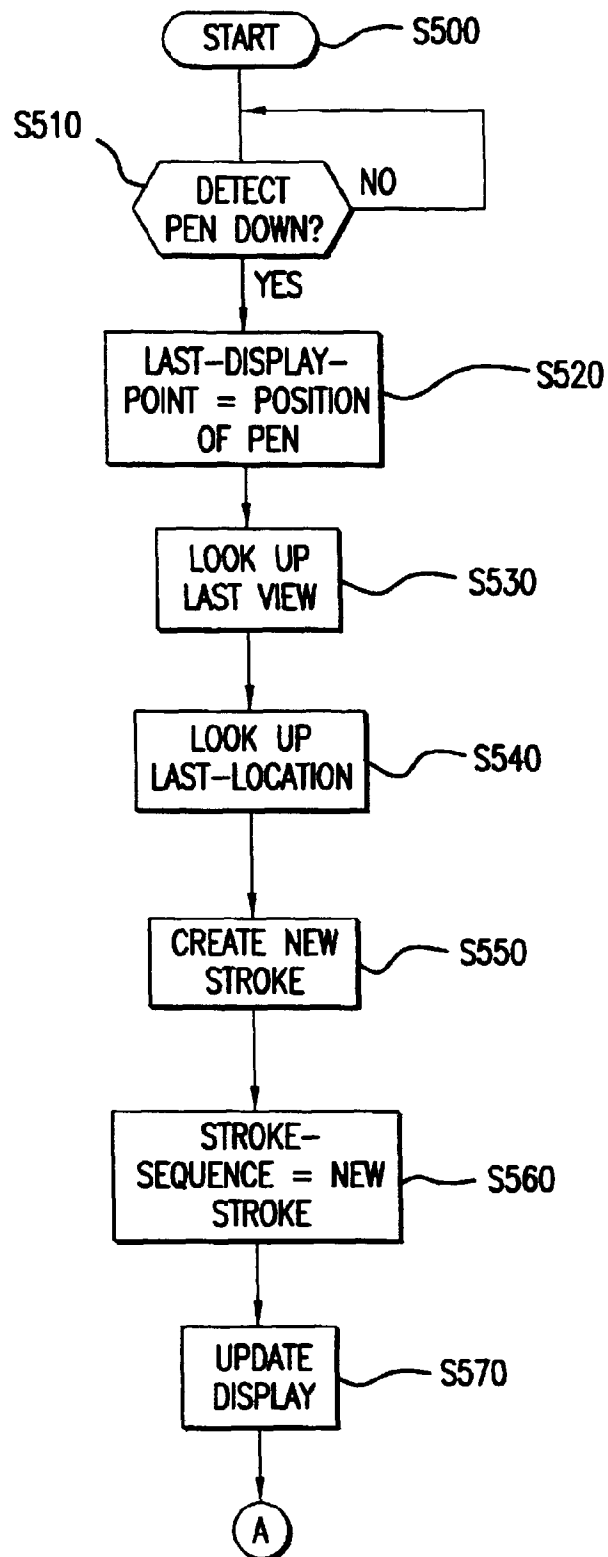 START
S500
S510
DETECT
PEN DOWN?
NO
YES
LAST-DISPLAY-
POINT = POSITION
OF PEN
S520
LOOK UP
LAST VIEW
S530
LOOK UP
LAST-LOCATION
S540
CREATE NEW
STROKE
S550
STROKE-
SEQUENCE = NEW
STROKE
S560
UPDATE
DISPLAY
S570
A